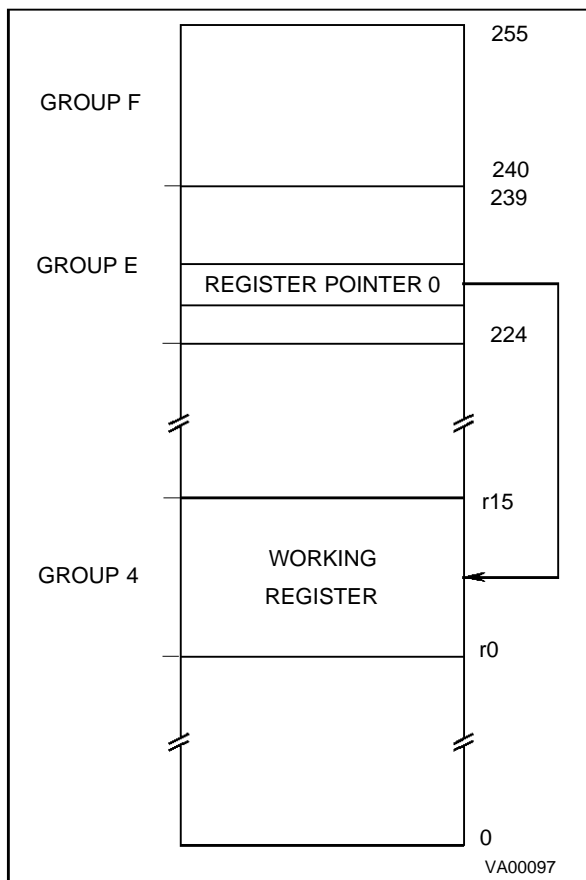 255
GROUP F
240
239
GROUP E
REGISTER POINTER 0
224
r15
WORKING
GROUP 4
REGISTER
r0
0
VA00097